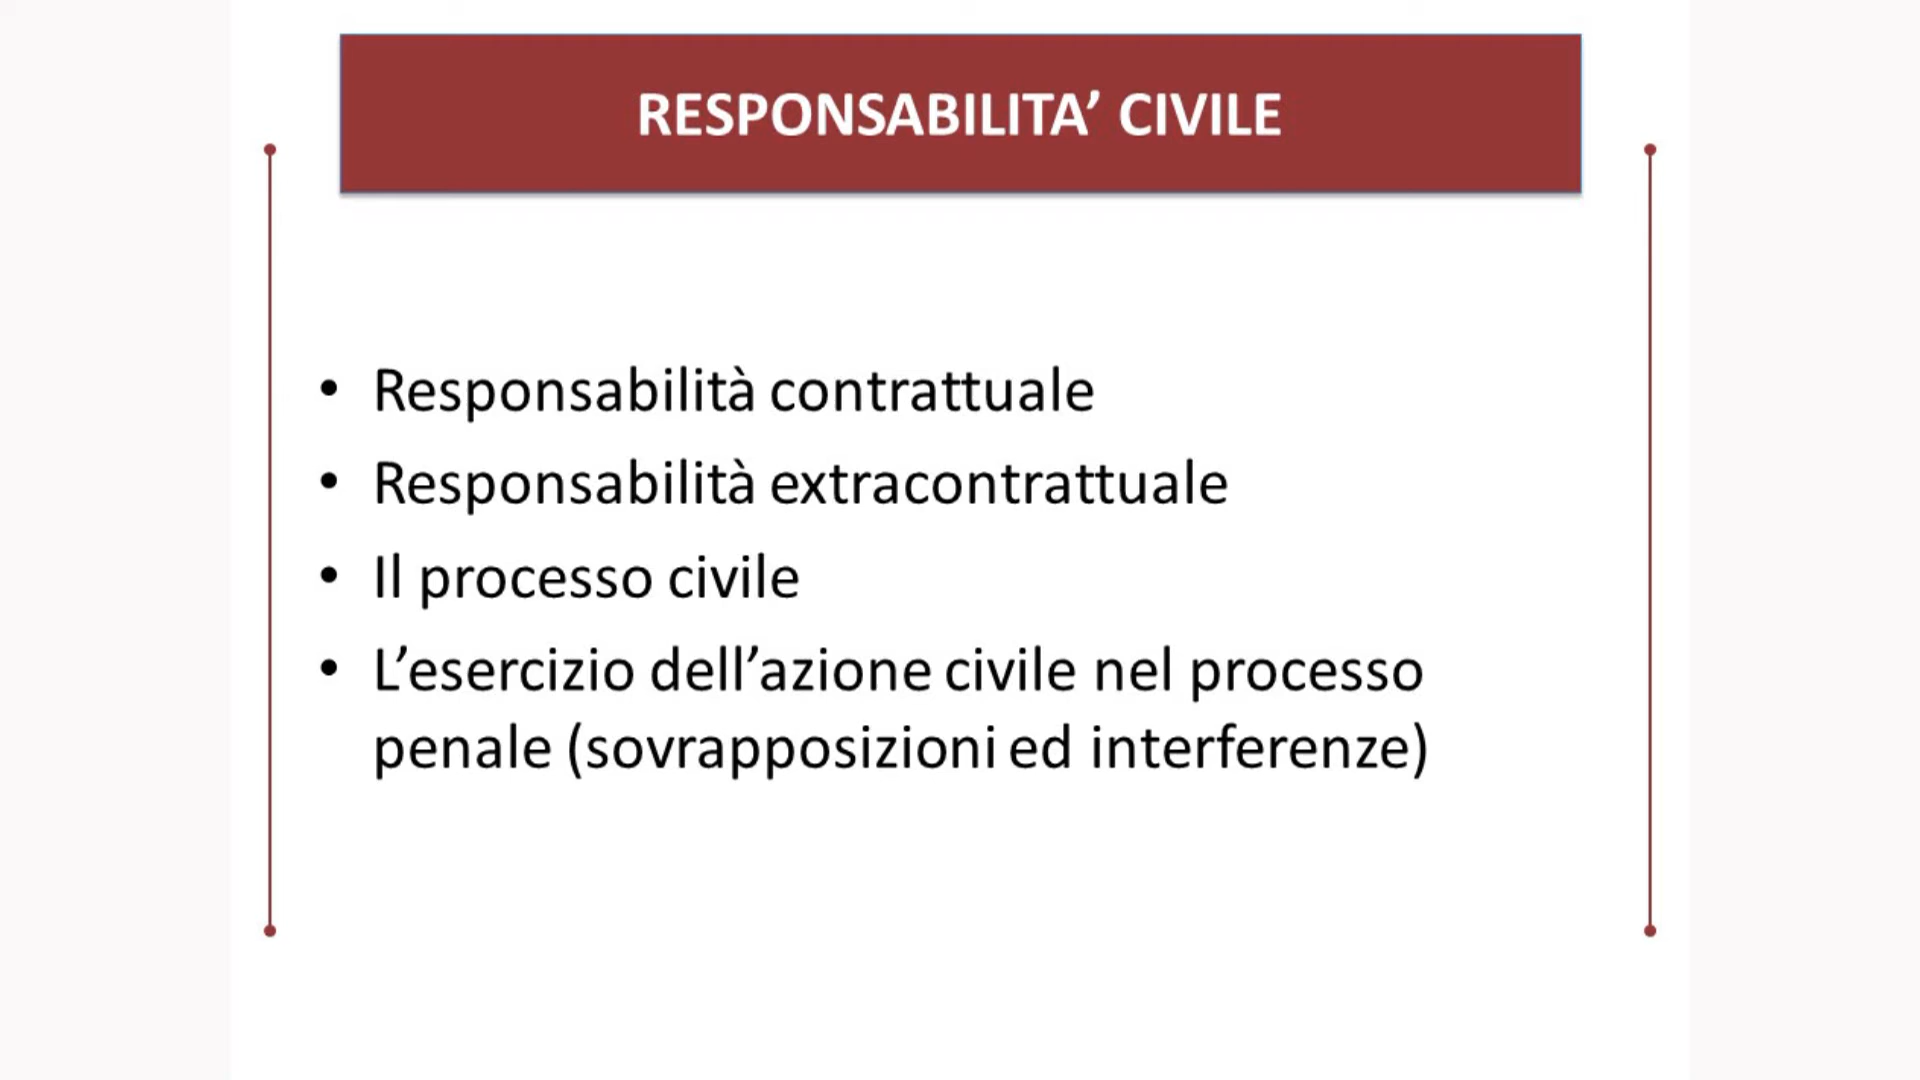 RESPONSABILITA’ CIVILE
• Responsabilità contrattuale
• Responsabilità extracontrattuale
• Il processo civile
• L’esercizio dell’azione civile nel processo
penale (sovrapposizioni ed interferenze)